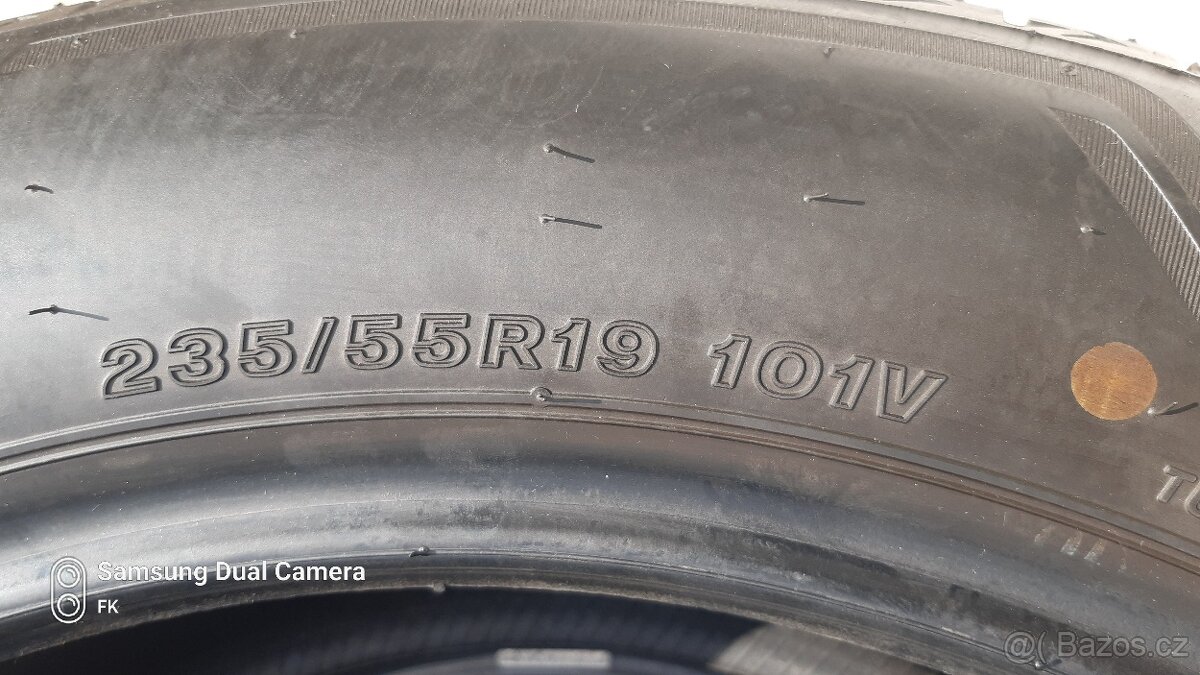 235/55R19 101V
Samsung Dual Camera
FK
@( Bazos.cz